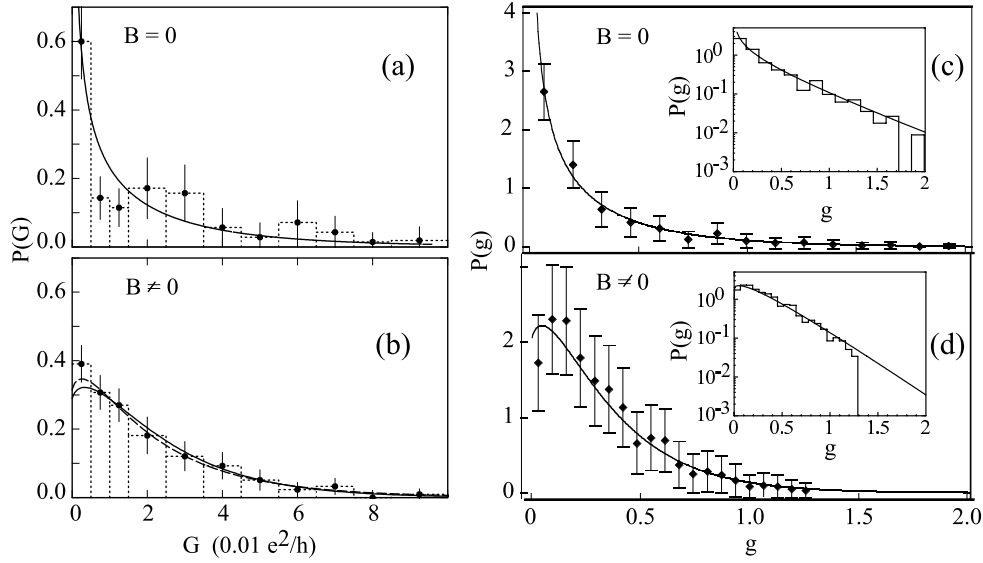 B = 0
(a)
0.6
0.4
0.2
0.0
P(G)
B ≠ 0
(b)
0.6
0.4
0.2
0.0
0 2 4 6 8
G (0.01 e²/h)
B = 0
(c)
4
3
2
1
0
P(g)
10⁰
10⁻¹
10⁻²
10⁻³
0 0.5 1 1.5 2
g
P(g)
B ≠ 0
(d)
2
1
0
P(g)
10⁰
10⁻¹
10⁻²
10⁻³
0 0.5 1 1.5 2
g
0 0.5 1.0 1.5 2.0
g